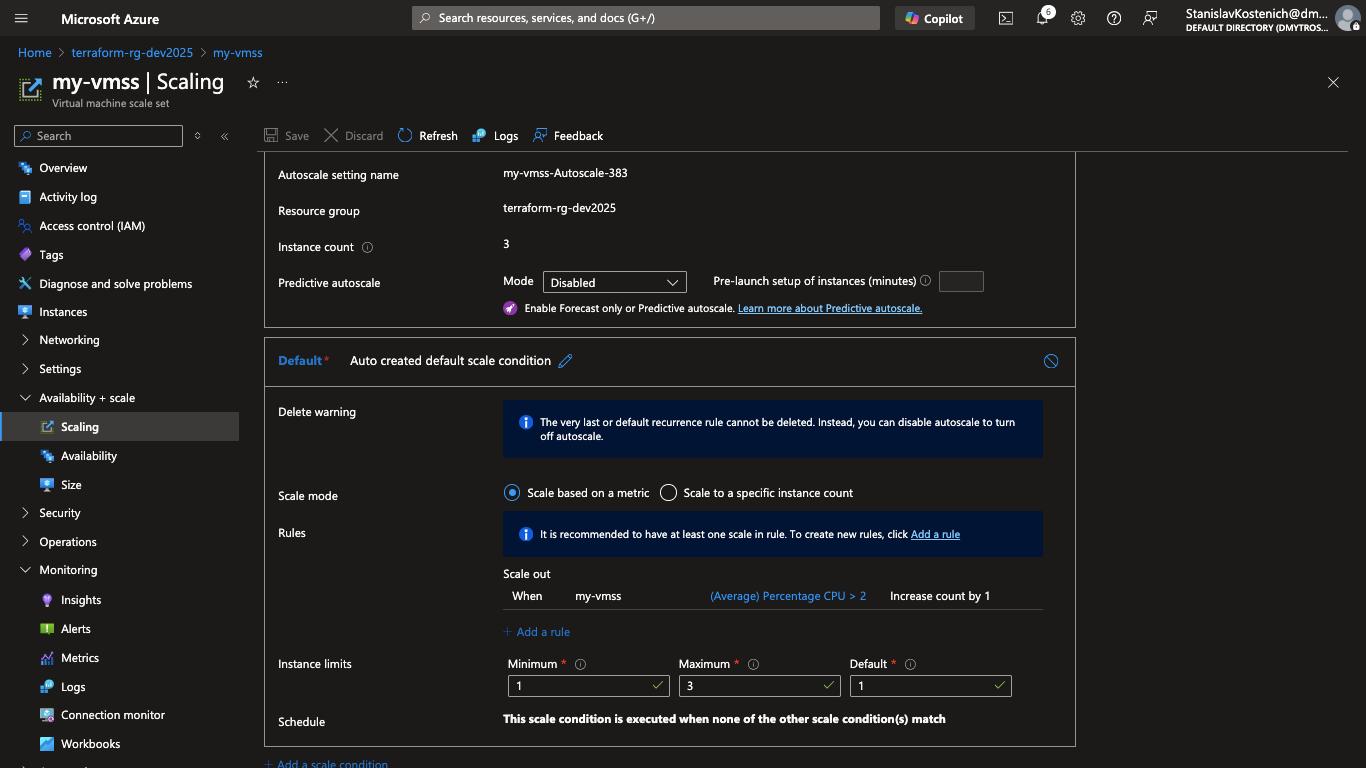 Microsoft Azure
Search resources, services, and docs (G+/)
Copilot
6
StanislavKostenich@dm...
DEFAULT DIRECTORY (DMYTROS...
Home > terraform-rg-dev2025 > my-vmss
my-vmss | Scaling
Virtual machine scale set
Search
Save
Discard
Refresh
Logs
Feedback
Overview
Activity log
Access control (IAM)
Tags
Diagnose and solve problems
Instances
Networking
Settings
Availability + scale
Scaling
Availability
Size
Security
Operations
Monitoring
Insights
Alerts
Metrics
Logs
Connection monitor
Workbooks
Autoscale setting name my-vmss-Autoscale-383
Resource group terraform-rg-dev2025
Instance count 3
Predictive autoscale Mode Disabled Pre-launch setup of instances (minutes)
Enable Forecast only or Predictive autoscale. Learn more about Predictive autoscale.
Default* Auto created default scale condition
Delete warning
The very last or default recurrence rule cannot be deleted. Instead, you can disable autoscale to turn
off autoscale.
Scale mode Scale based on a metric Scale to a specific instance count
Rules It is recommended to have at least one scale in rule. To create new rules, click Add a rule
Scale out
When my-vmss (Average) Percentage CPU > 2 Increase count by 1
+ Add a rule
Instance limits Minimum * Maximum * Default *
1 3 1
Schedule This scale condition is executed when none of the other scale condition(s) match
+ Add a scale condition